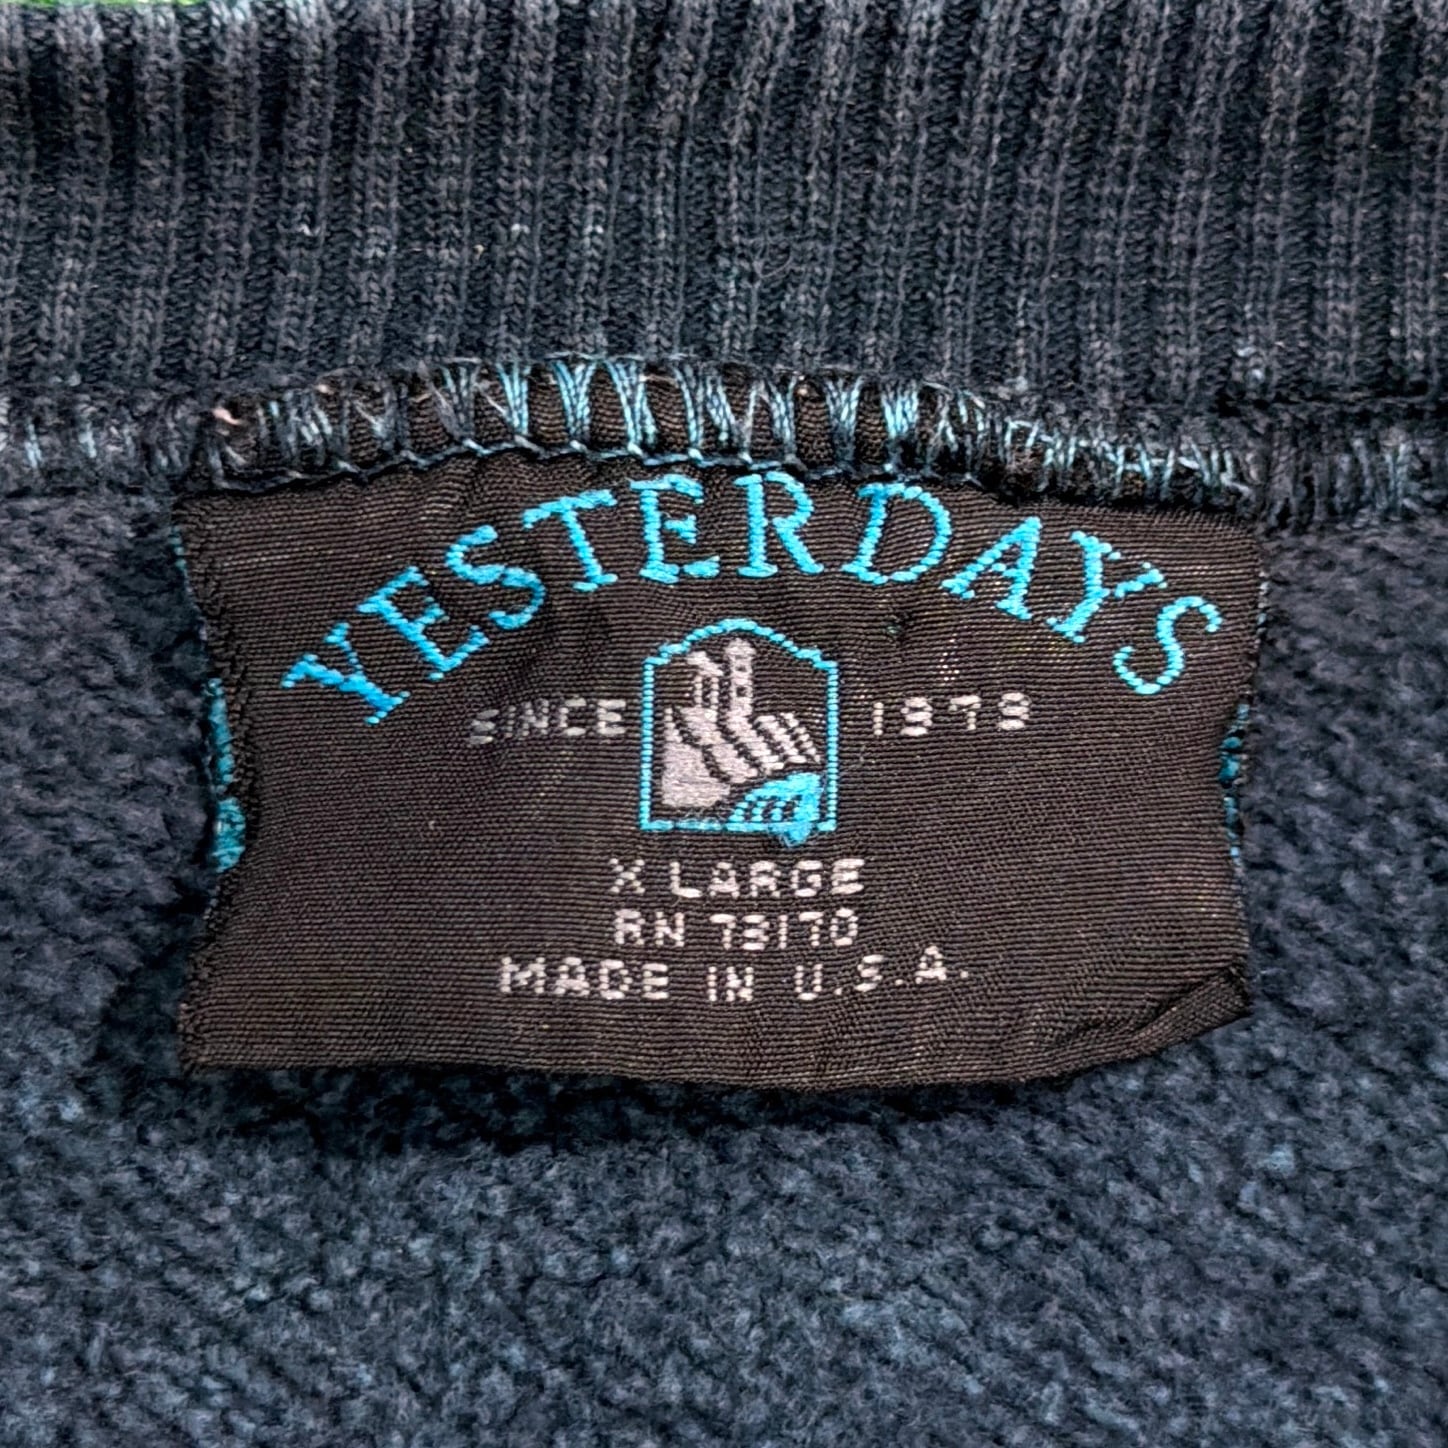 YESTERDAYS
SINCE 1979
X LARGE
RN 73170
MADE IN U.S.A.